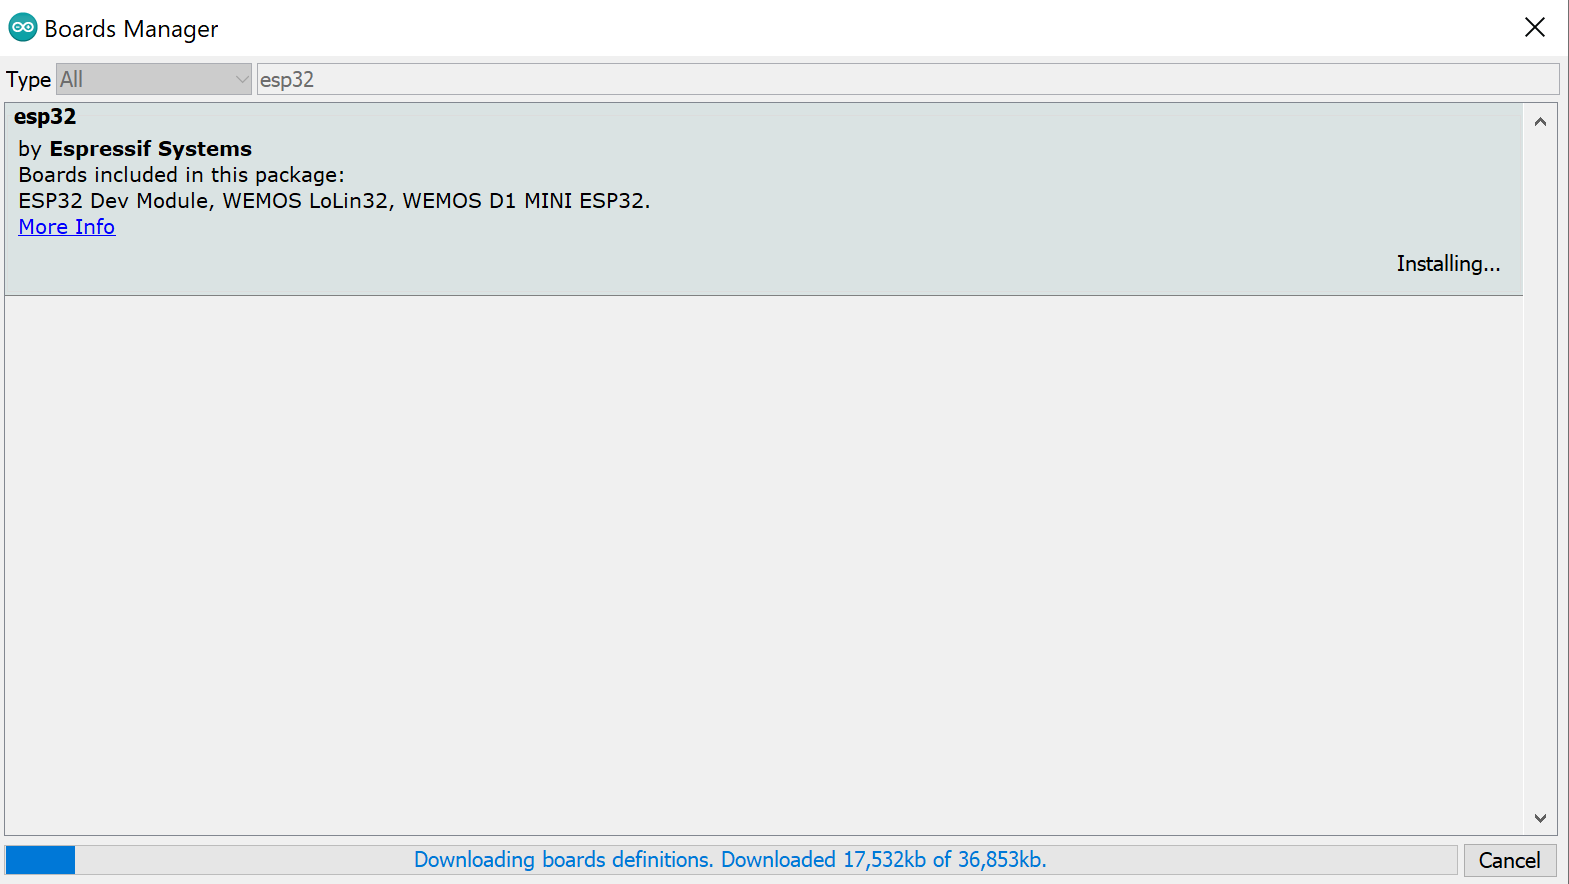 Boards Manager
Type All esp32
esp32
by Espressif Systems
Boards included in this package:
ESP32 Dev Module, WEMOS LoLin32, WEMOS D1 MINI ESP32.
More Info
Installing...
Downloading boards definitions. Downloaded 17,532kb of 36,853kb.
Cancel